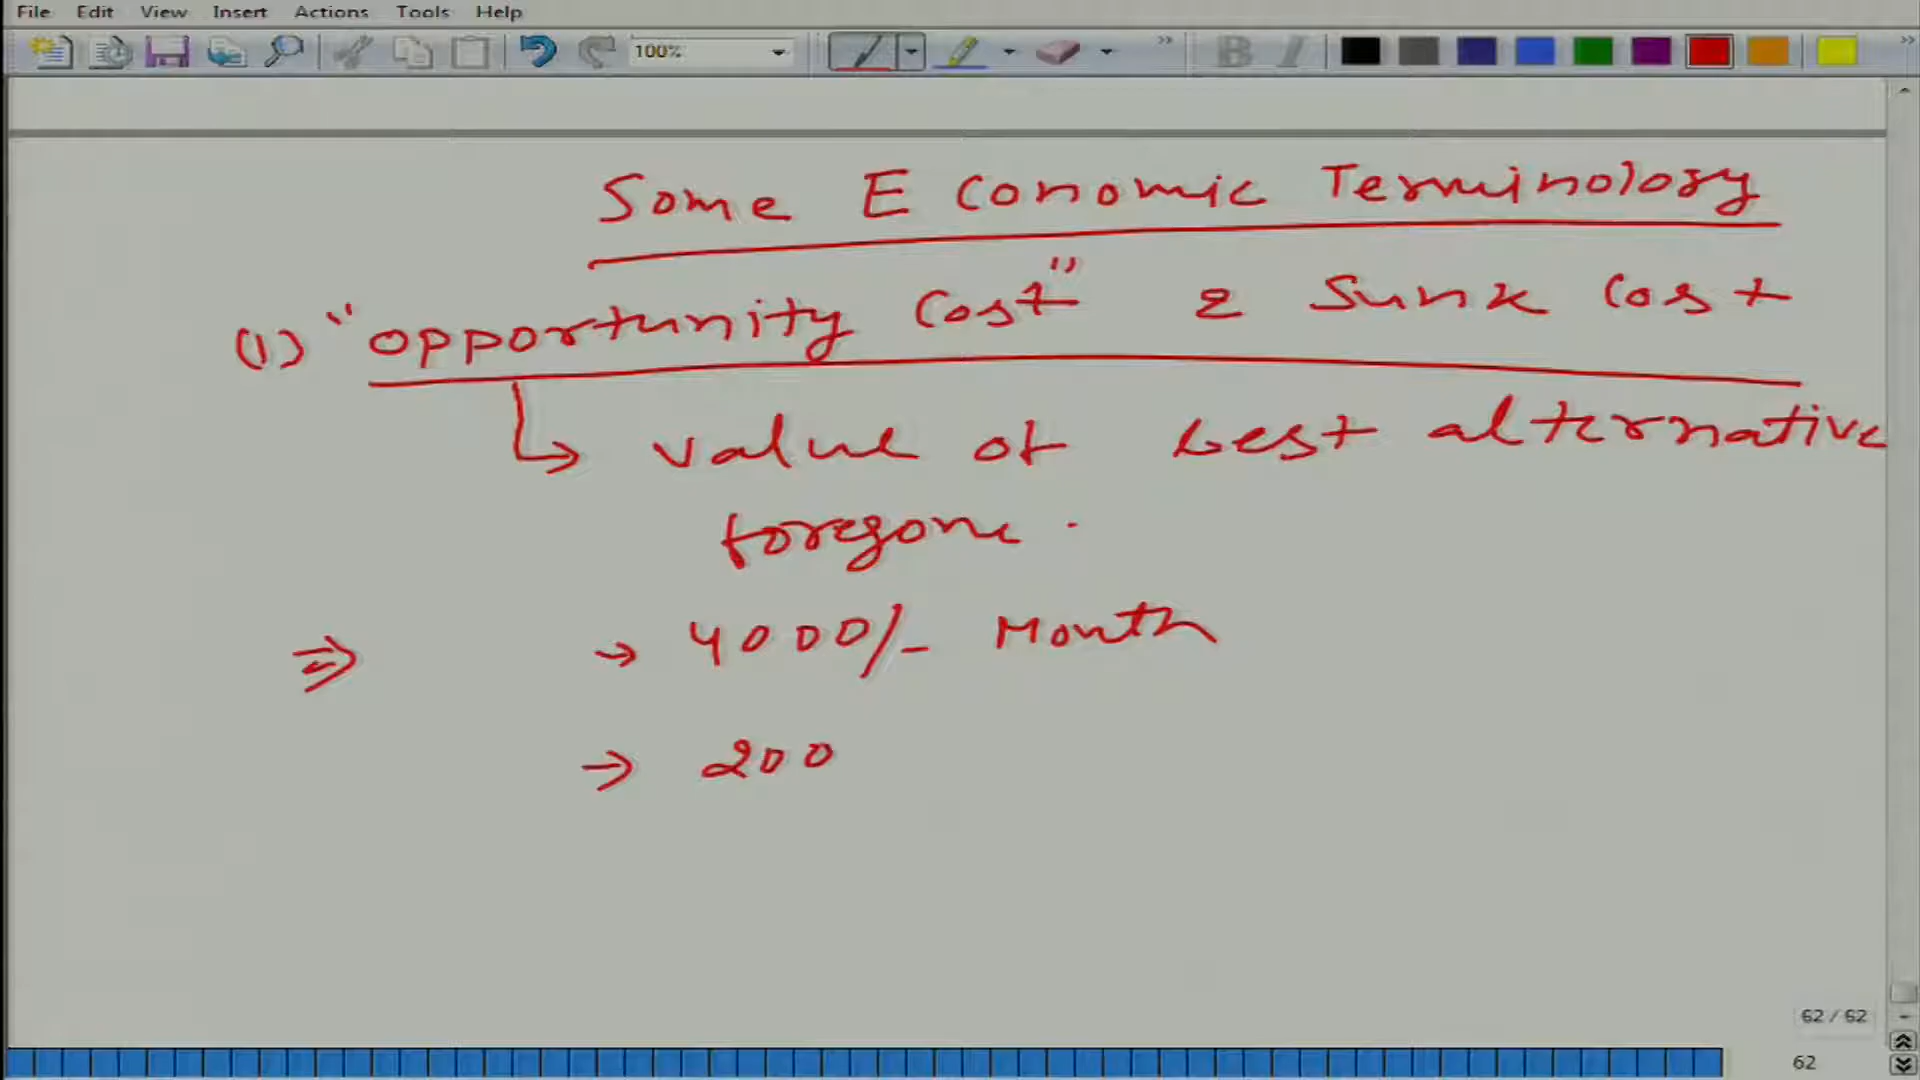 File Edit View Insert Actions Tools Help
100%
Some Economic Terminology
(1) "opportunity cost" & Sunk cost
↳ value of best alternative
foregone.
⇒ → 4000/- Month
→ 200
62 / 62
62